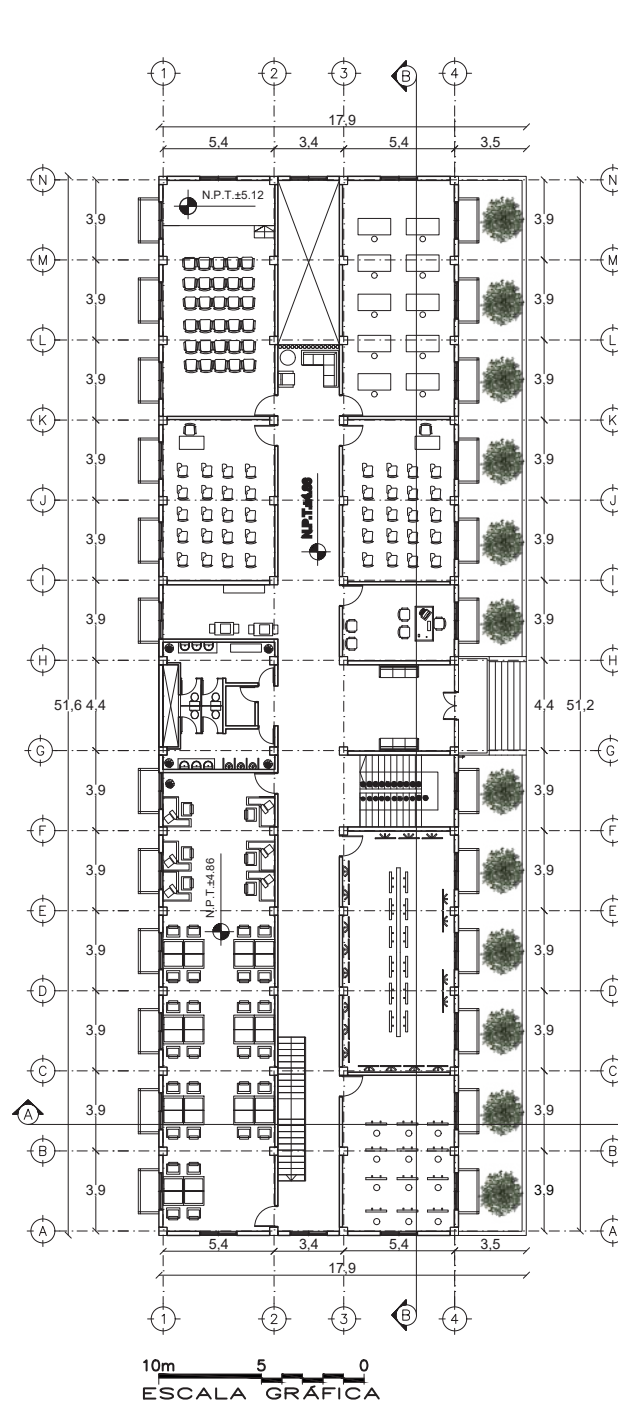 1 2 3 B 4
17,9
5,4 3,4 5,4 3,5
N N
N.P.T.±5.12
3.9 3.9
M M
3.9 3.9
L L
3.9 3.9
K K
3.9 3.9
J J
N.P.T.±4.86
3.9 3.9
I I
3.9 3.9
H H
51,6 4.4 4.4 51,2
G G
3.9 3.9
F F
3.9 3.9
N.P.T.±4.86
E E
3.9 3.9
D D
3.9 3.9
C C
3.9 3.9
A
B B
3.9 3.9
A A
5,4 3,4 5,4 3,5
17,9
1 2 3 B 4
10m 5 0
ESCALA GRÁFICA